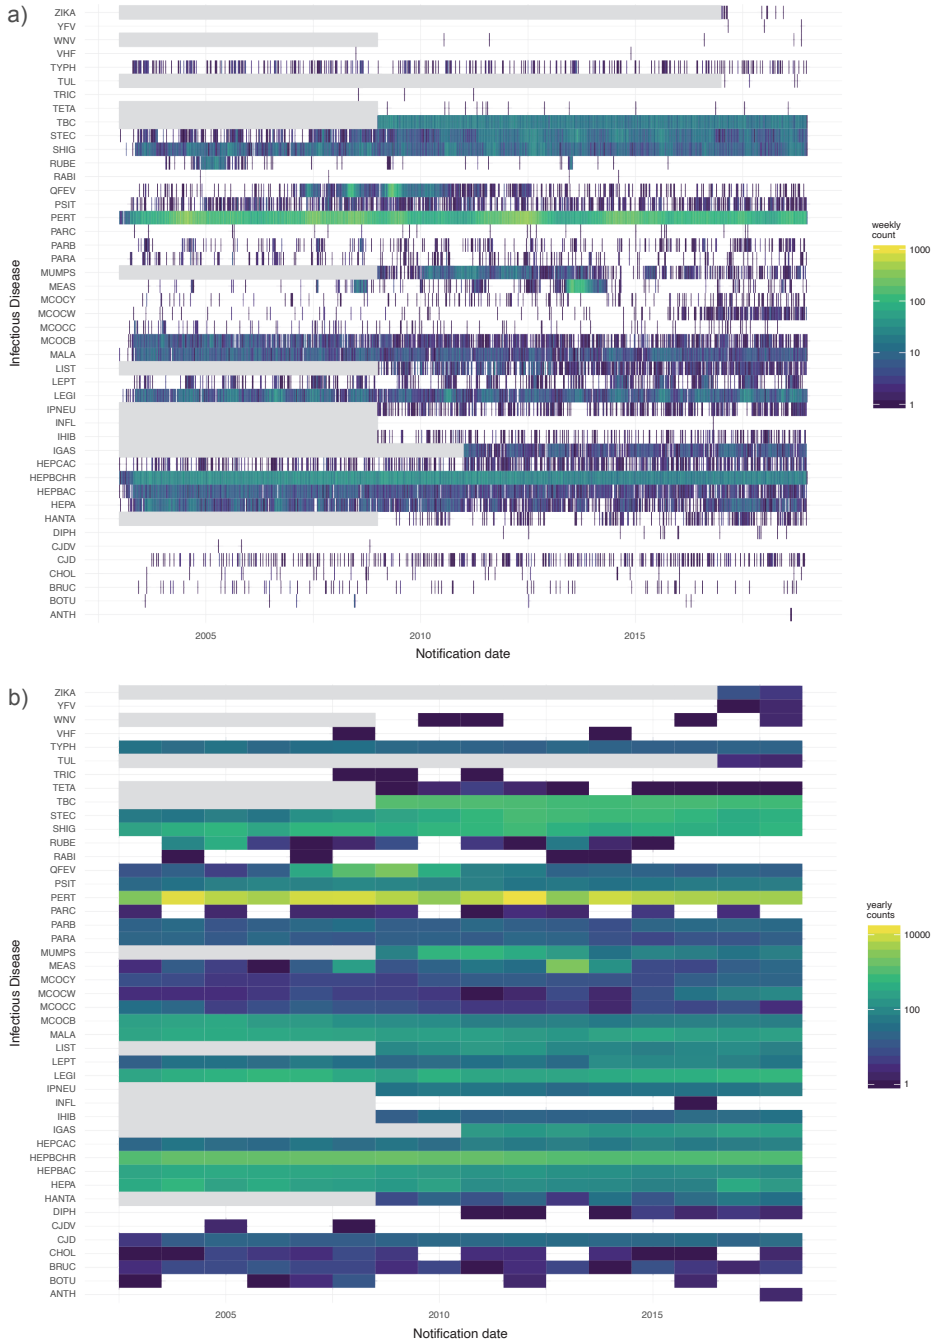 a)
ZIKA
YFV
WNV
VHF
TYPH
TUL
TRIC
TETA
TBC
STEC
SHIG
RUBE
RABI
QFEV
PSIT
PERT
PARC
PARB
PARA
MUMPS
MEAS
MCOCY
MCOCW
MCOCC
MCOCB
MALA
LIST
LEPT
LEGI
IPNEU
INFL
IHIB
IGAS
HEPCAC
HEPBCHR
HEPBAC
HEPA
HANTA
DIPH
CJDV
CJD
CHOL
BRUC
BOTU
ANTH
Infectious Disease
2005 2010 2015
Notification date
weekly
count
1000
100
10
1
b)
ZIKA
YFV
WNV
VHF
TYPH
TUL
TRIC
TETA
TBC
STEC
SHIG
RUBE
RABI
QFEV
PSIT
PERT
PARC
PARB
PARA
MUMPS
MEAS
MCOCY
MCOCW
MCOCC
MCOCB
MALA
LIST
LEPT
LEGI
IPNEU
INFL
IHIB
IGAS
HEPCAC
HEPBCHR
HEPBAC
HEPA
HANTA
DIPH
CJDV
CJD
CHOL
BRUC
BOTU
ANTH
Infectious Disease
2005 2010 2015
Notification date
yearly
counts
10000
100
1